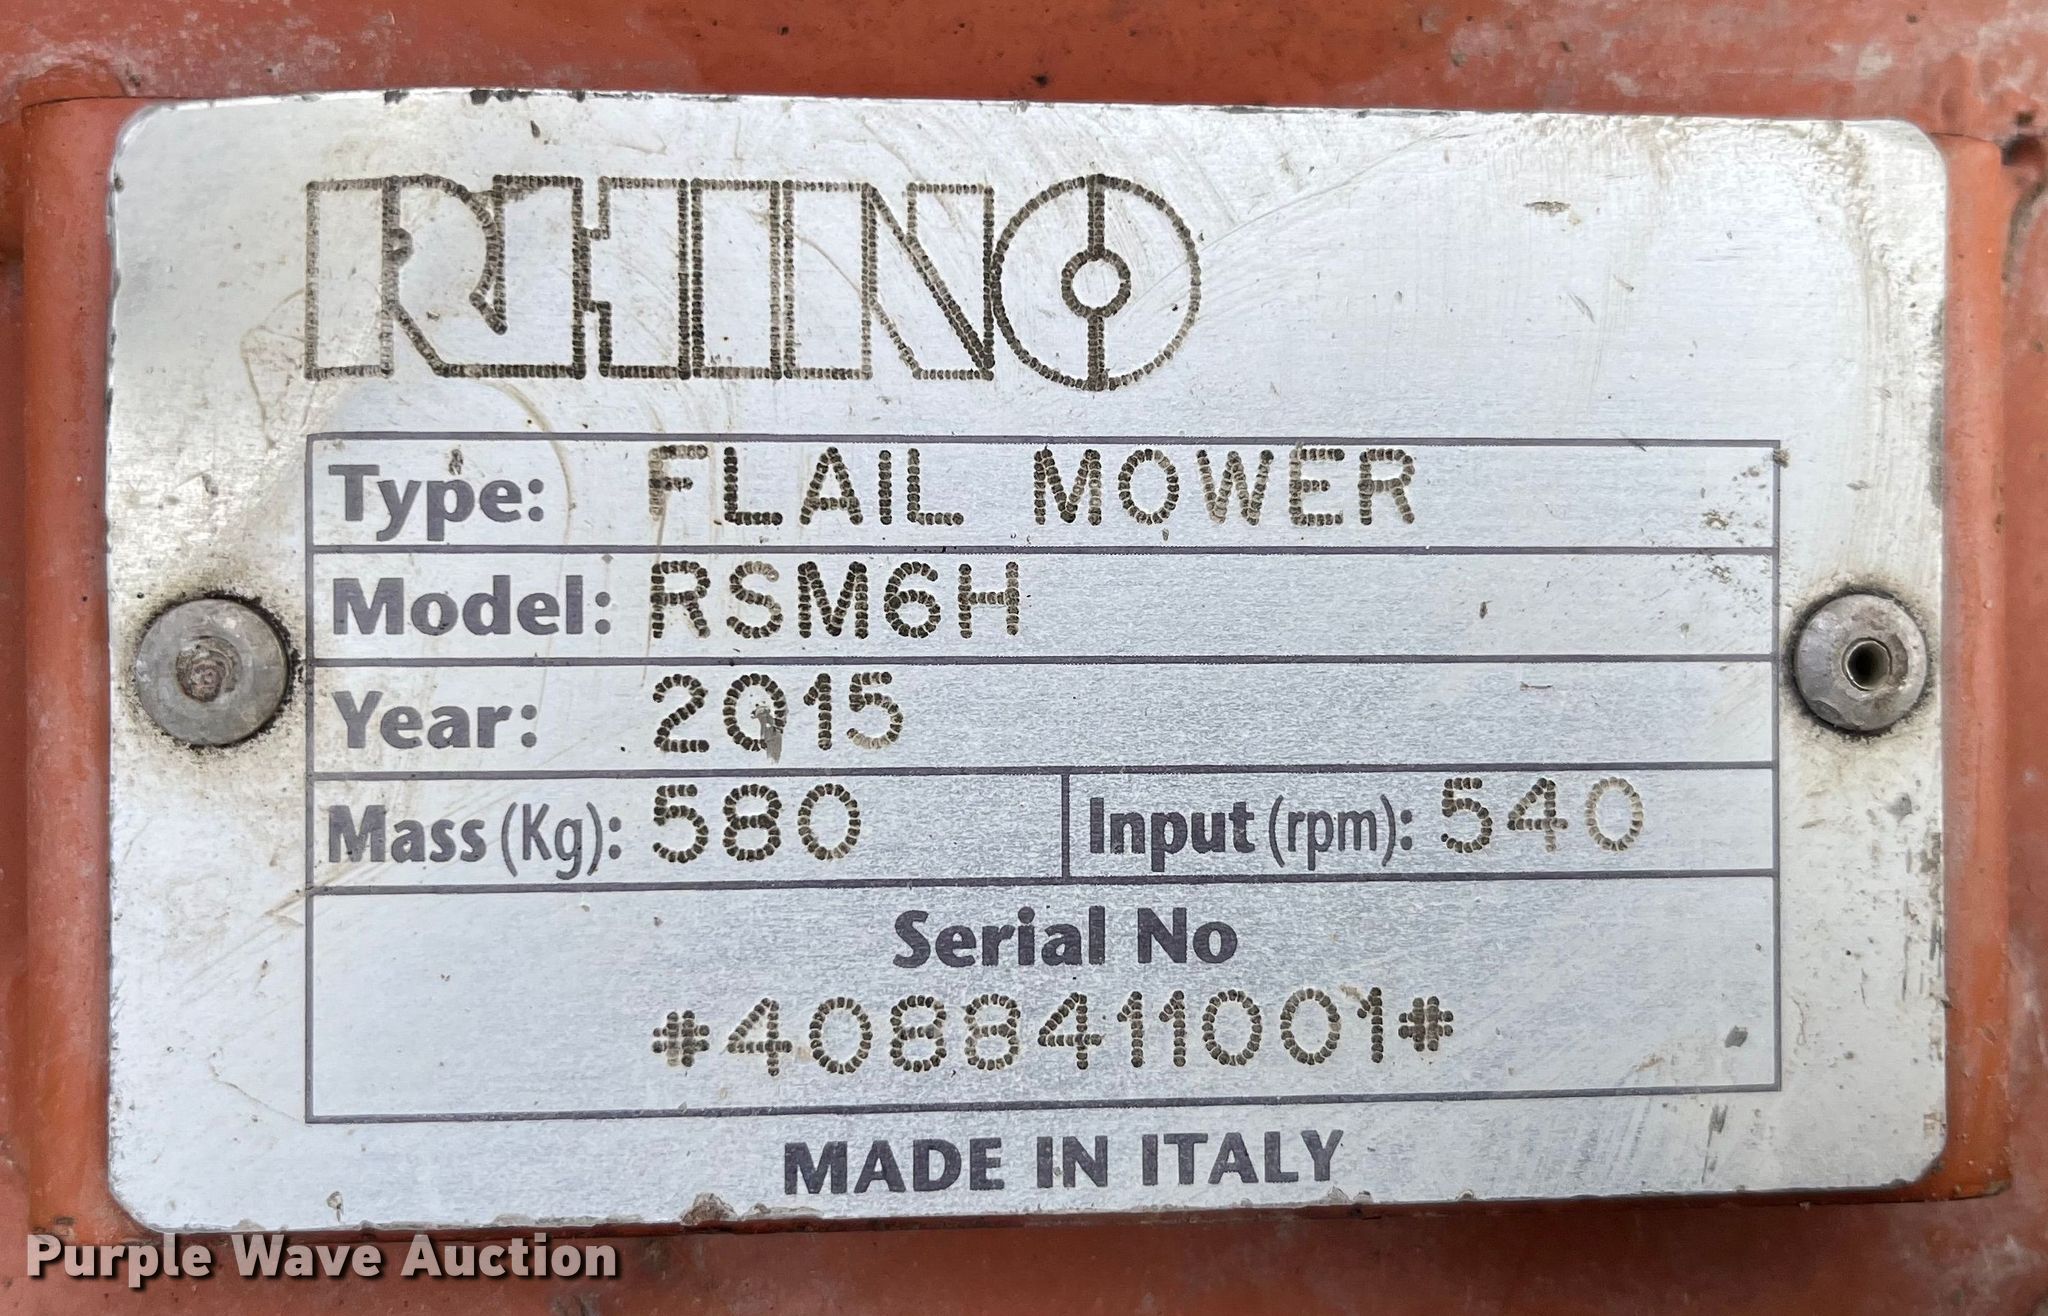 RHINO
Type: FLAIL MOWER
Model: RSM6H
Year: 2015
Mass (Kg): 580 Input (rpm): 540
Serial No
*4088411001*
MADE IN ITALY
Purple Wave Auction